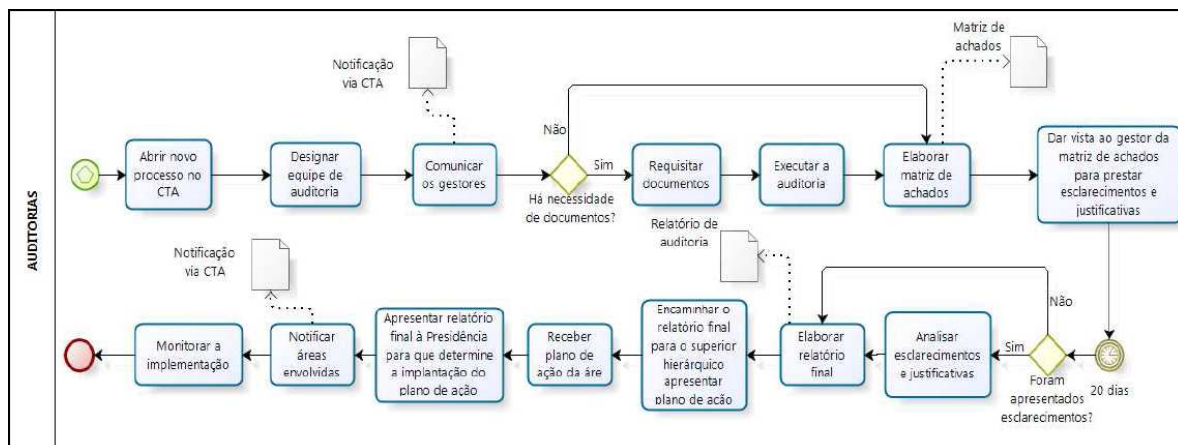 AUDITORIAS
Abrir novo
processo no
CTA
Designar
equipe de
auditoria
Notificação
via CTA
Comunicar
os gestores
Há necessidade
de documentos?
Não
Sim
Requisitar
documentos
Executar a
auditoria
Elaborar
matriz de
achados
Matriz de
achados
Dar vista ao gestor da
matriz de achados
para prestar
esclarecimentos e
justificativas
20 dias
Foram
apresentados
esclarecimentos?
Não
Sim
Analisar
esclarecimentos
e justificativas
Elaborar
relatório
final
Relatório de
auditoria
Encaminhar o
relatório final
para o superior
hierárquico
apresentar
plano de acão
Receber
plano de
ação da áre
Apresentar relatório
final à Presidência
para que determine
a implantação do
plano de ação
Notificar
áreas
envolvidas
Notificação
via CTA
Monitorar a
implementação